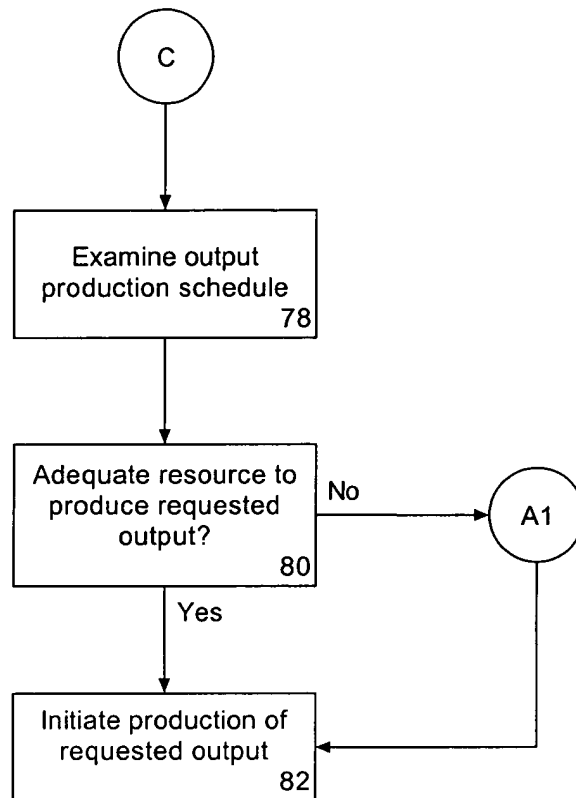 C
Examine output
production schedule
78
Adequate resource to
produce requested
output?
80
No
A1
Yes
Initiate production of
requested output
82